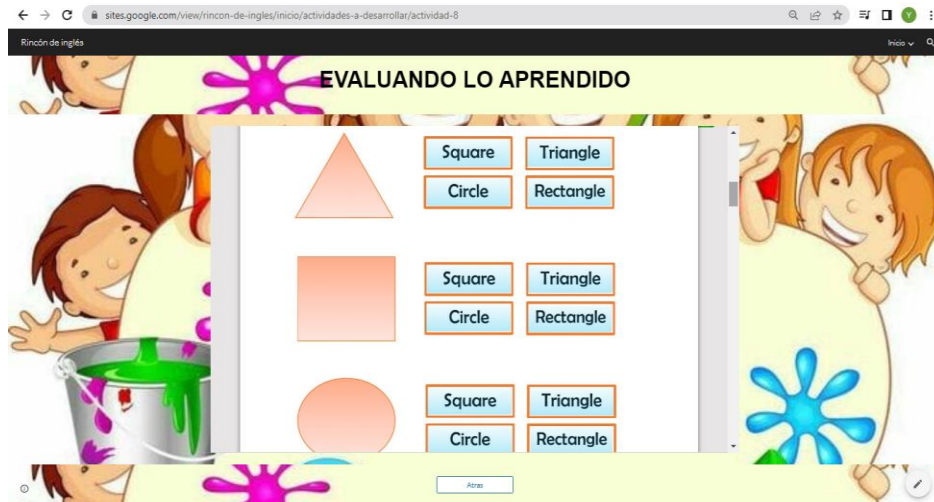 sites.google.com/view/rincon-de-ingles/inicio/actividades-a-desarrollar/actividad-8
Y
Rincón de inglés
Inicio
EVALUANDO LO APRENDIDO
Square Triangle
Circle Rectangle
Square Triangle
Circle Rectangle
Square Triangle
Circle Rectangle
Atras